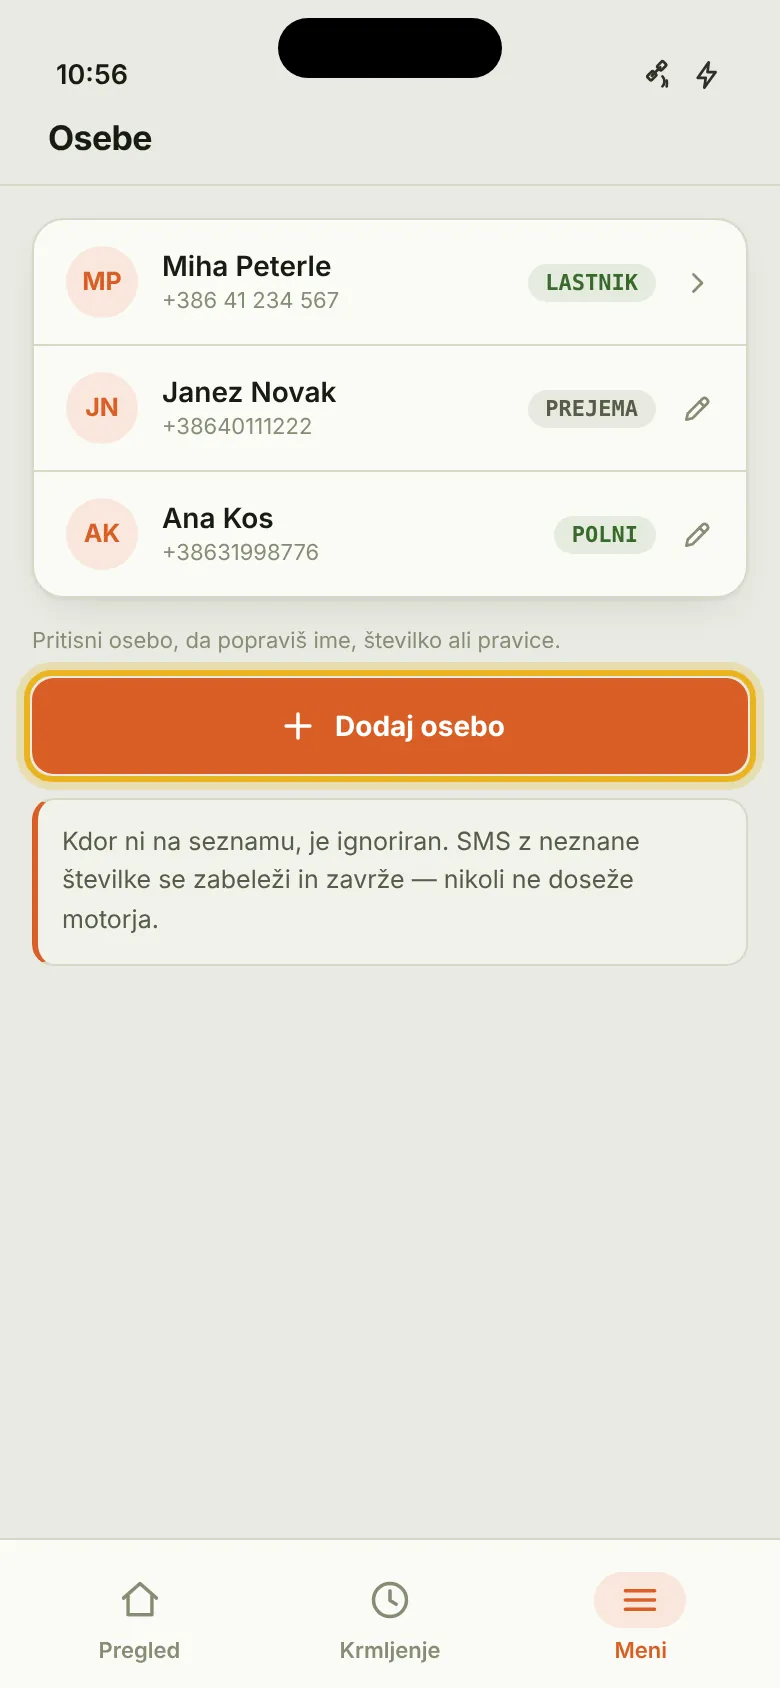 10:56
Osebe
MP
Miha Peterle
+386 41 234 567
LASTNIK
JN
Janez Novak
+38640111222
PREJEMA
AK
Ana Kos
+38631998776
POLNI
Pritisni osebo, da popraviš ime, številko ali pravice.
Dodaj osebo
Kdor ni na seznamu, je ignoriran. SMS z neznane
številke se zabeleži in zavrže — nikoli ne doseže
motorja.
Pregled
Krmljenje
Meni